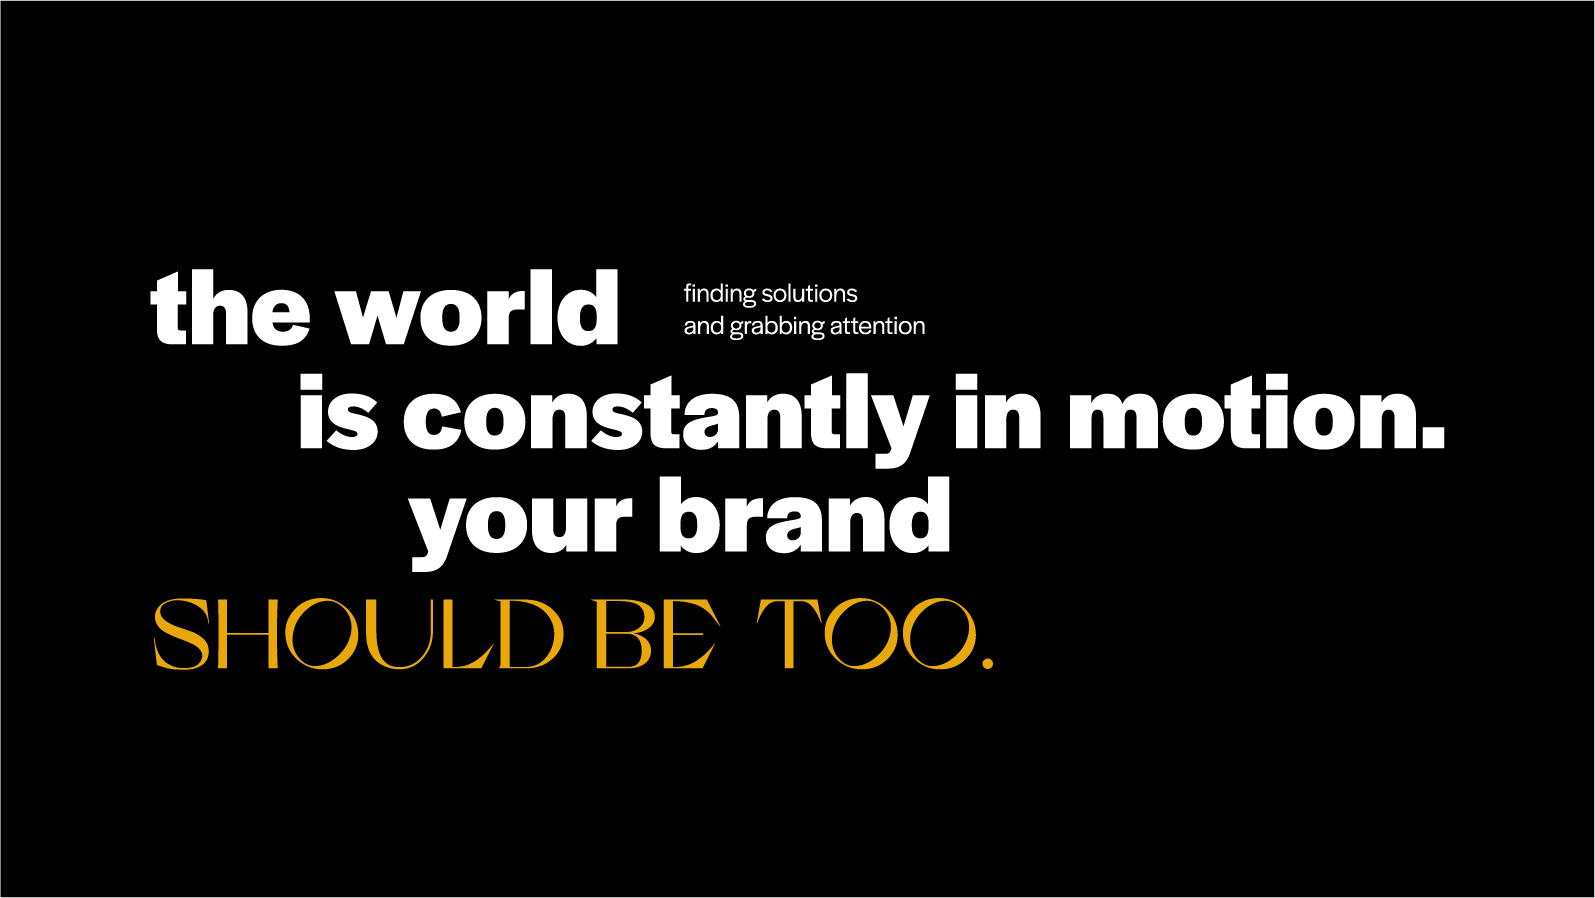 the world
finding solutions
and grabbing attention
is constantly in motion.
your brand
SHOULD BE TOO.